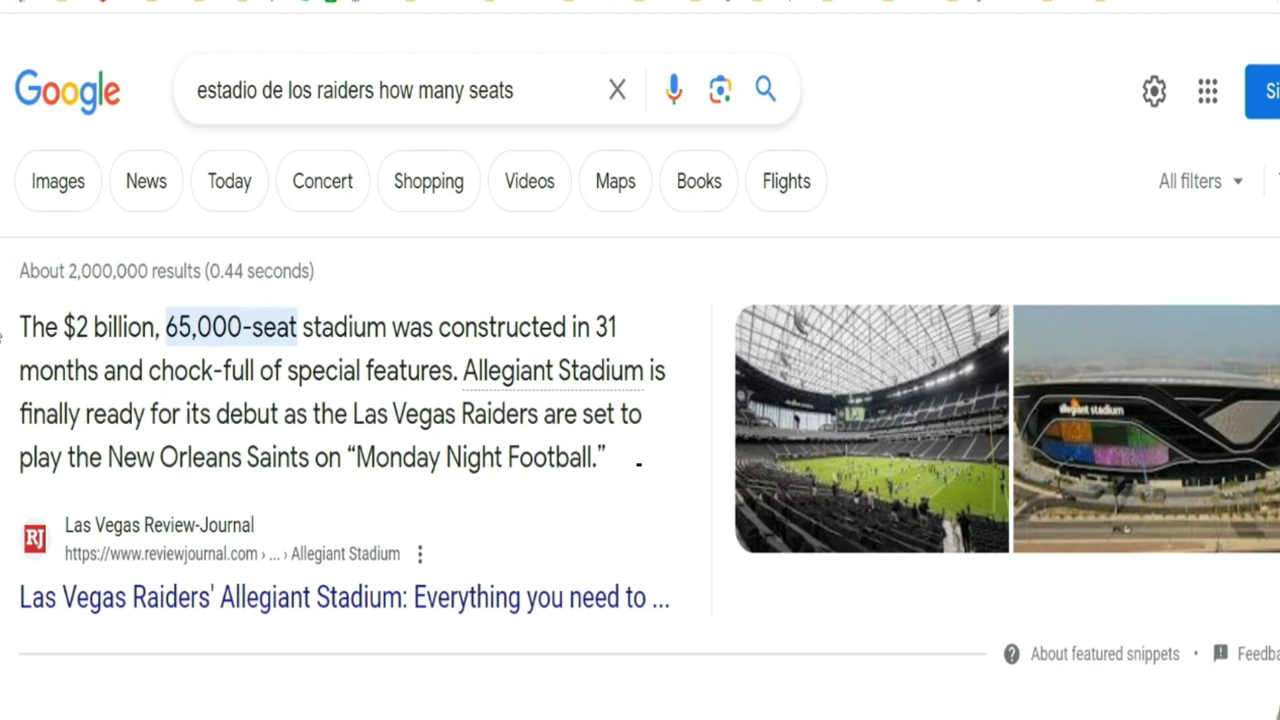 Google
estadio de los raiders how many seats
Si
Images
News
Today
Concert
Shopping
Videos
Maps
Books
Flights
All filters
About 2,000,000 results (0.44 seconds)
The $2 billion, 65,000-seat stadium was constructed in 31
months and chock-full of special features. Allegiant Stadium is
finally ready for its debut as the Las Vegas Raiders are set to
play the New Orleans Saints on “Monday Night Football.”
allegiant stadium
RJ
Las Vegas Review-Journal
https://www.reviewjournal.com › ... › Allegiant Stadium
Las Vegas Raiders' Allegiant Stadium: Everything you need to ...
About featured snippets
Feedba